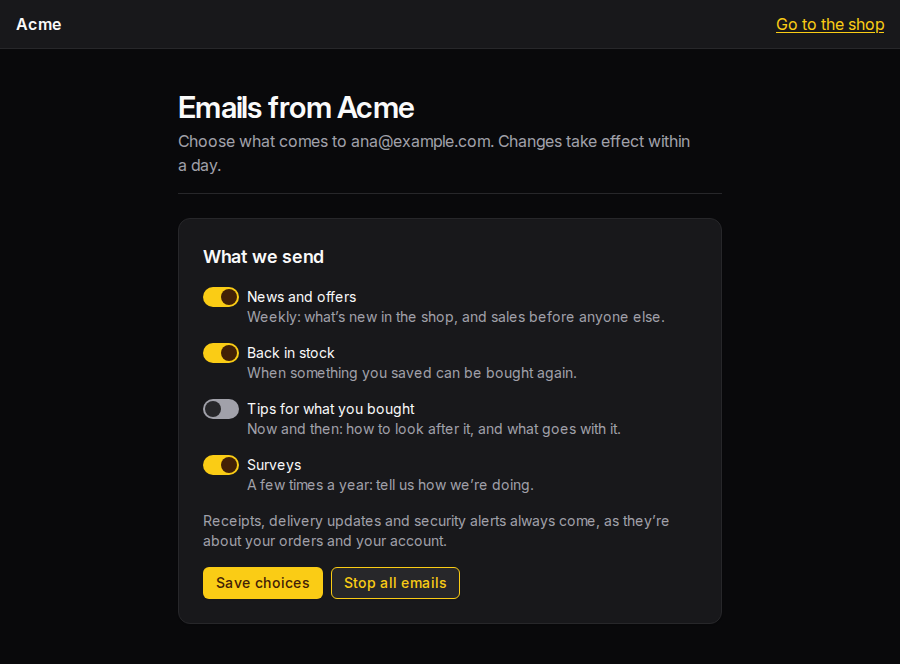 Acme
Go to the shop
Emails from Acme
Choose what comes to ana@example.com. Changes take effect within
a day.
What we send
News and offers
Weekly: what’s new in the shop, and sales before anyone else.
Back in stock
When something you saved can be bought again.
Tips for what you bought
Now and then: how to look after it, and what goes with it.
Surveys
A few times a year: tell us how we’re doing.
Receipts, delivery updates and security alerts always come, as they’re
about your orders and your account.
Save choices
Stop all emails